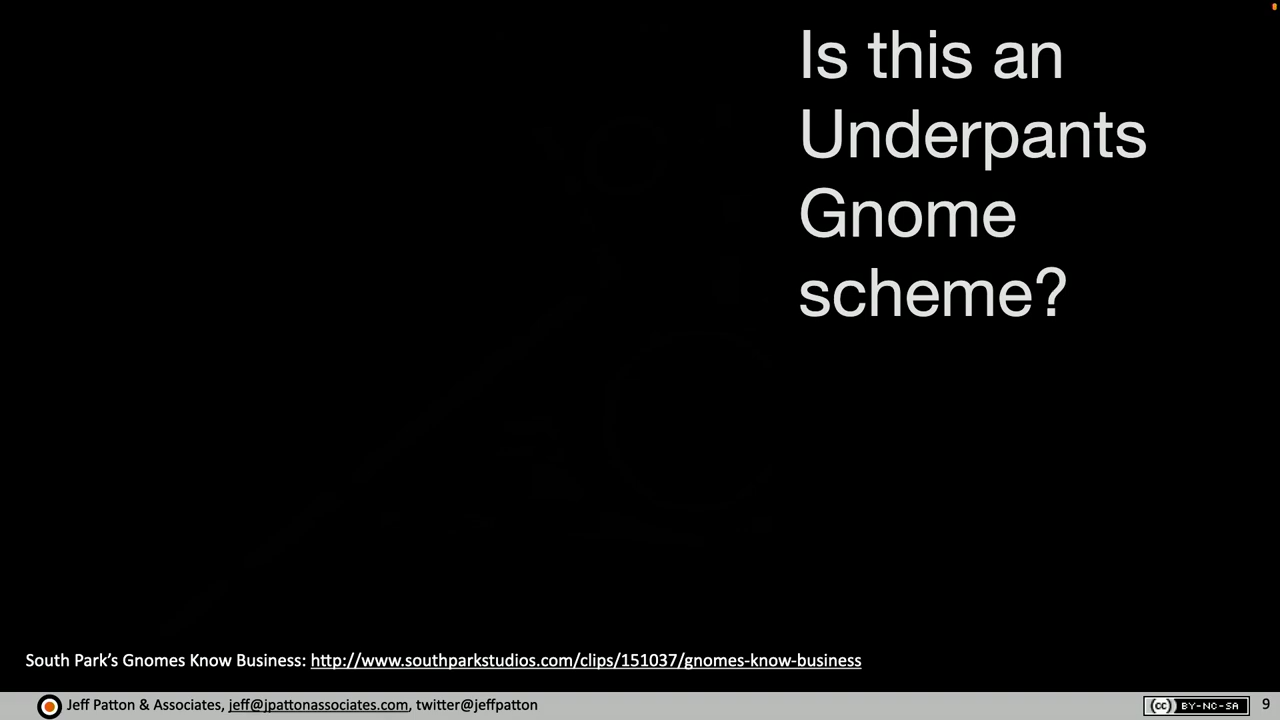 Is this an
Underpants
Gnome
scheme?
South Park’s Gnomes Know Business: http://www.southparkstudios.com/clips/151037/gnomes-know-business
Jeff Patton & Associates, jeff@jpattonassociates.com, twitter@jeffpatton
(cc) BY-NC-SA
9